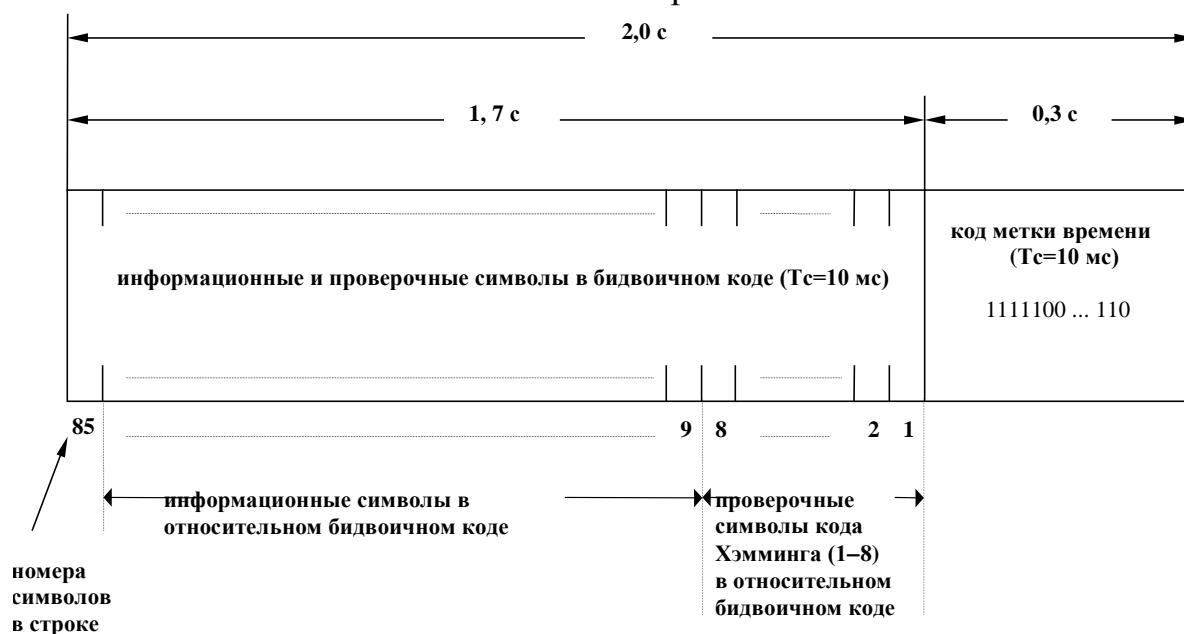 2,0 с
1, 7 с
0,3 с
информационные и проверочные символы в бидвоичном коде (Тс=10 мс)
код метки времени
(Тс=10 мс)
1111100 ... 110
85
9
8
2
1
информационные символы в
относительном бидвоичном коде
проверочные
символы кода
Хэмминга (1–8)
в относительном
бидвоичном коде
номера
символов
в строке